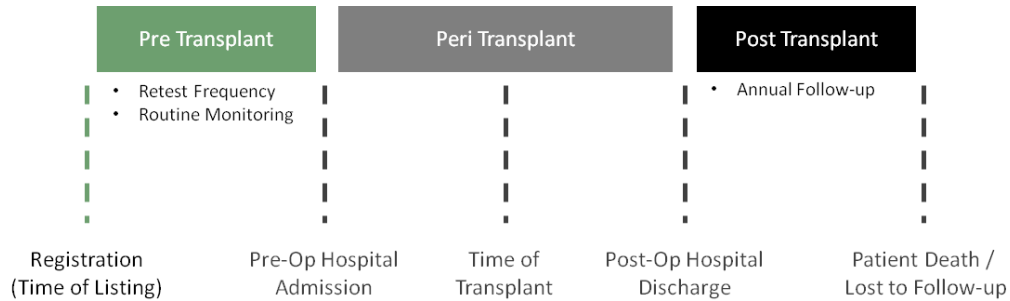 Pre Transplant
Peri Transplant
Post Transplant
• Retest Frequency
• Routine Monitoring
• Annual Follow-up
Registration
(Time of Listing)
Pre-Op Hospital
Admission
Time of
Transplant
Post-Op Hospital
Discharge
Patient Death /
Lost to Follow-up